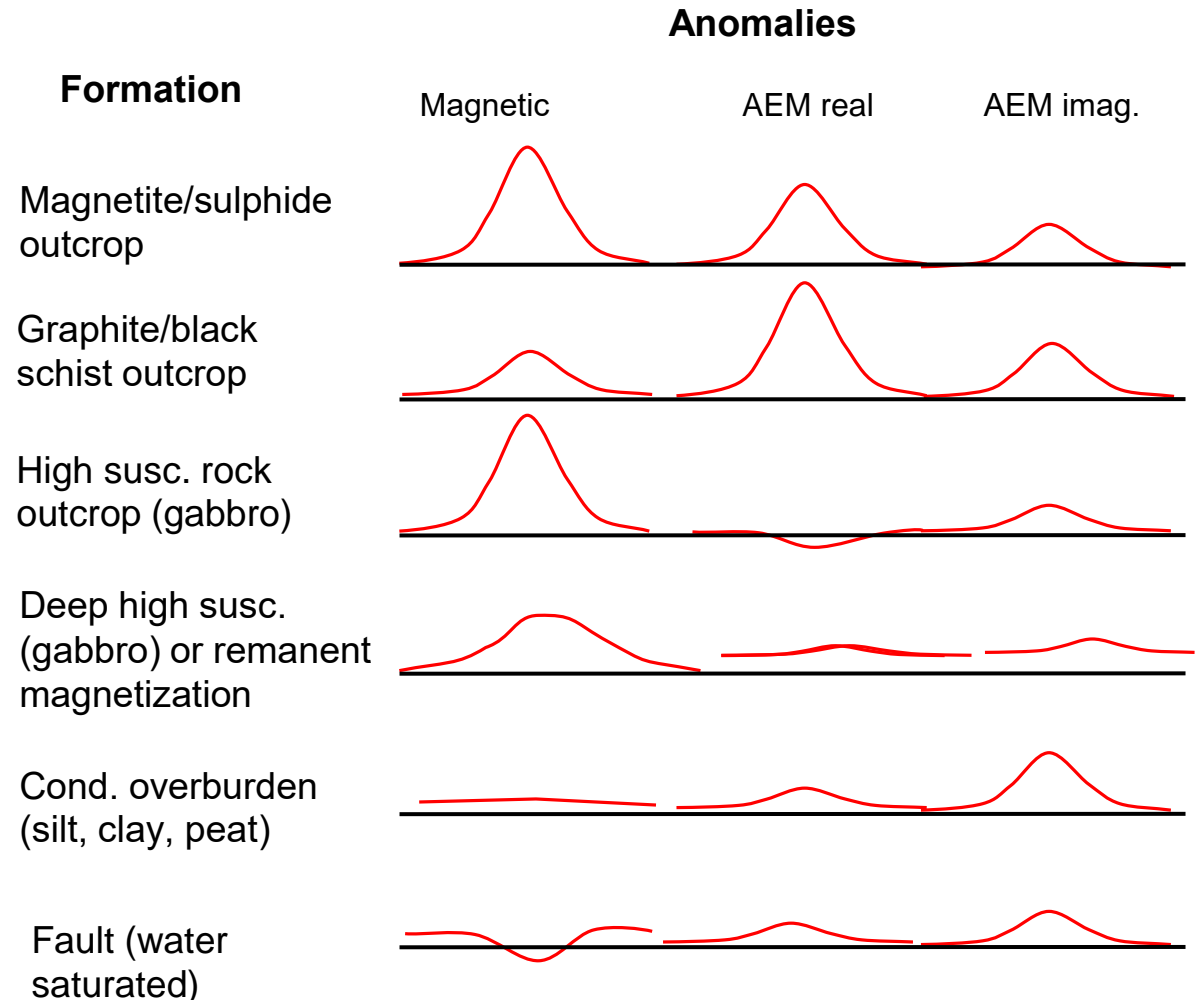 Anomalies
Formation
Magnetic
AEM real
AEM imag.
Magnetite/sulphide
outcrop
Graphite/black
schist outcrop
High susc. rock
outcrop (gabbro)
Deep high susc.
(gabbro) or remanent
magnetization
Cond. overburden
(silt, clay, peat)
Fault (water
saturated)